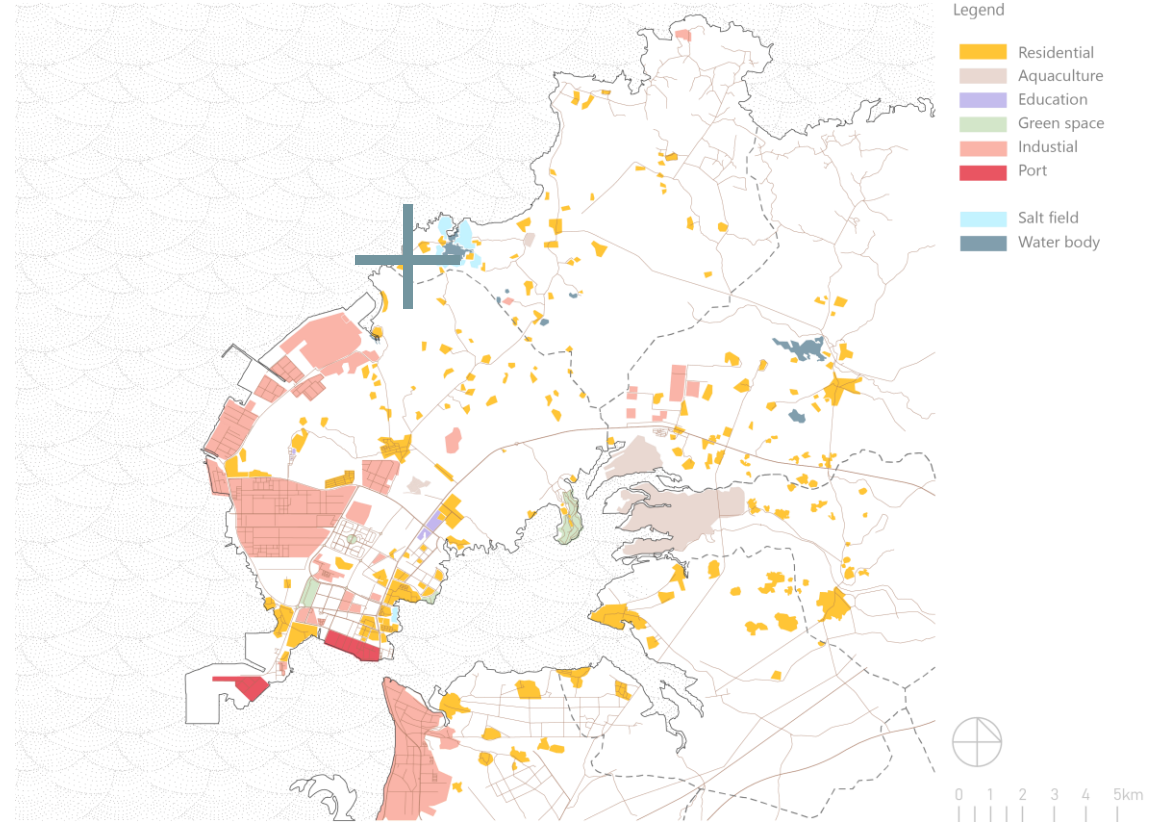 Legend
Residential
Aquaculture
Education
Green space
Industial
Port
Salt field
Water body
0 1 2 3 4 5km